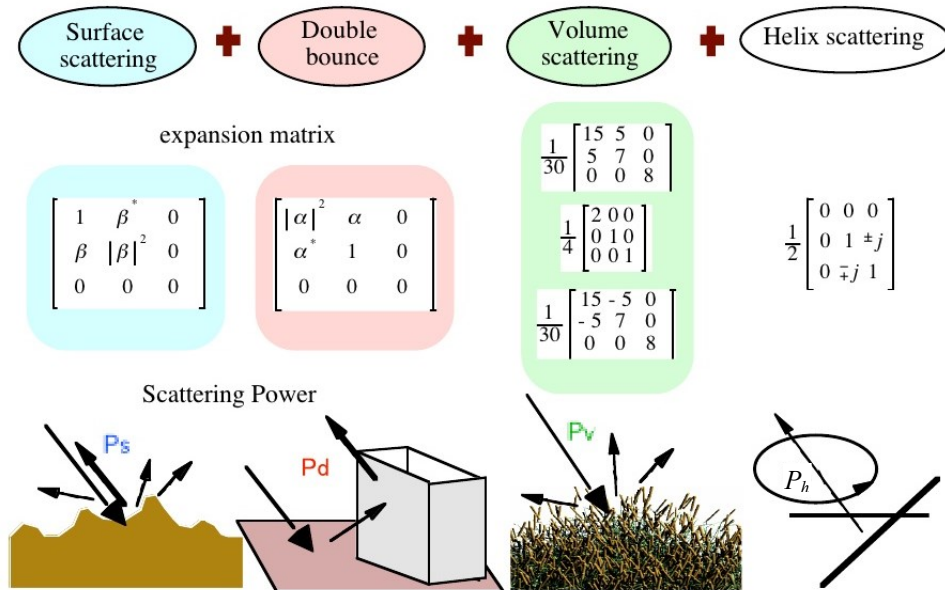 Surface scattering + Double bounce + Volume scattering + Helix scattering
expansion matrix
1 β* 0
β |β|² 0
0 0 0
|α|² α 0
α* 1 0
0 0 0
1/30
15 5 0
5 7 0
0 0 8
1/4
2 0 0
0 1 0
0 0 1
1/30
15 - 5 0
- 5 7 0
0 0 8
1/2
0 0 0
0 1 ± j
0 ∓ j 1
Scattering Power
Ps
Pd
Pv
Pₕ